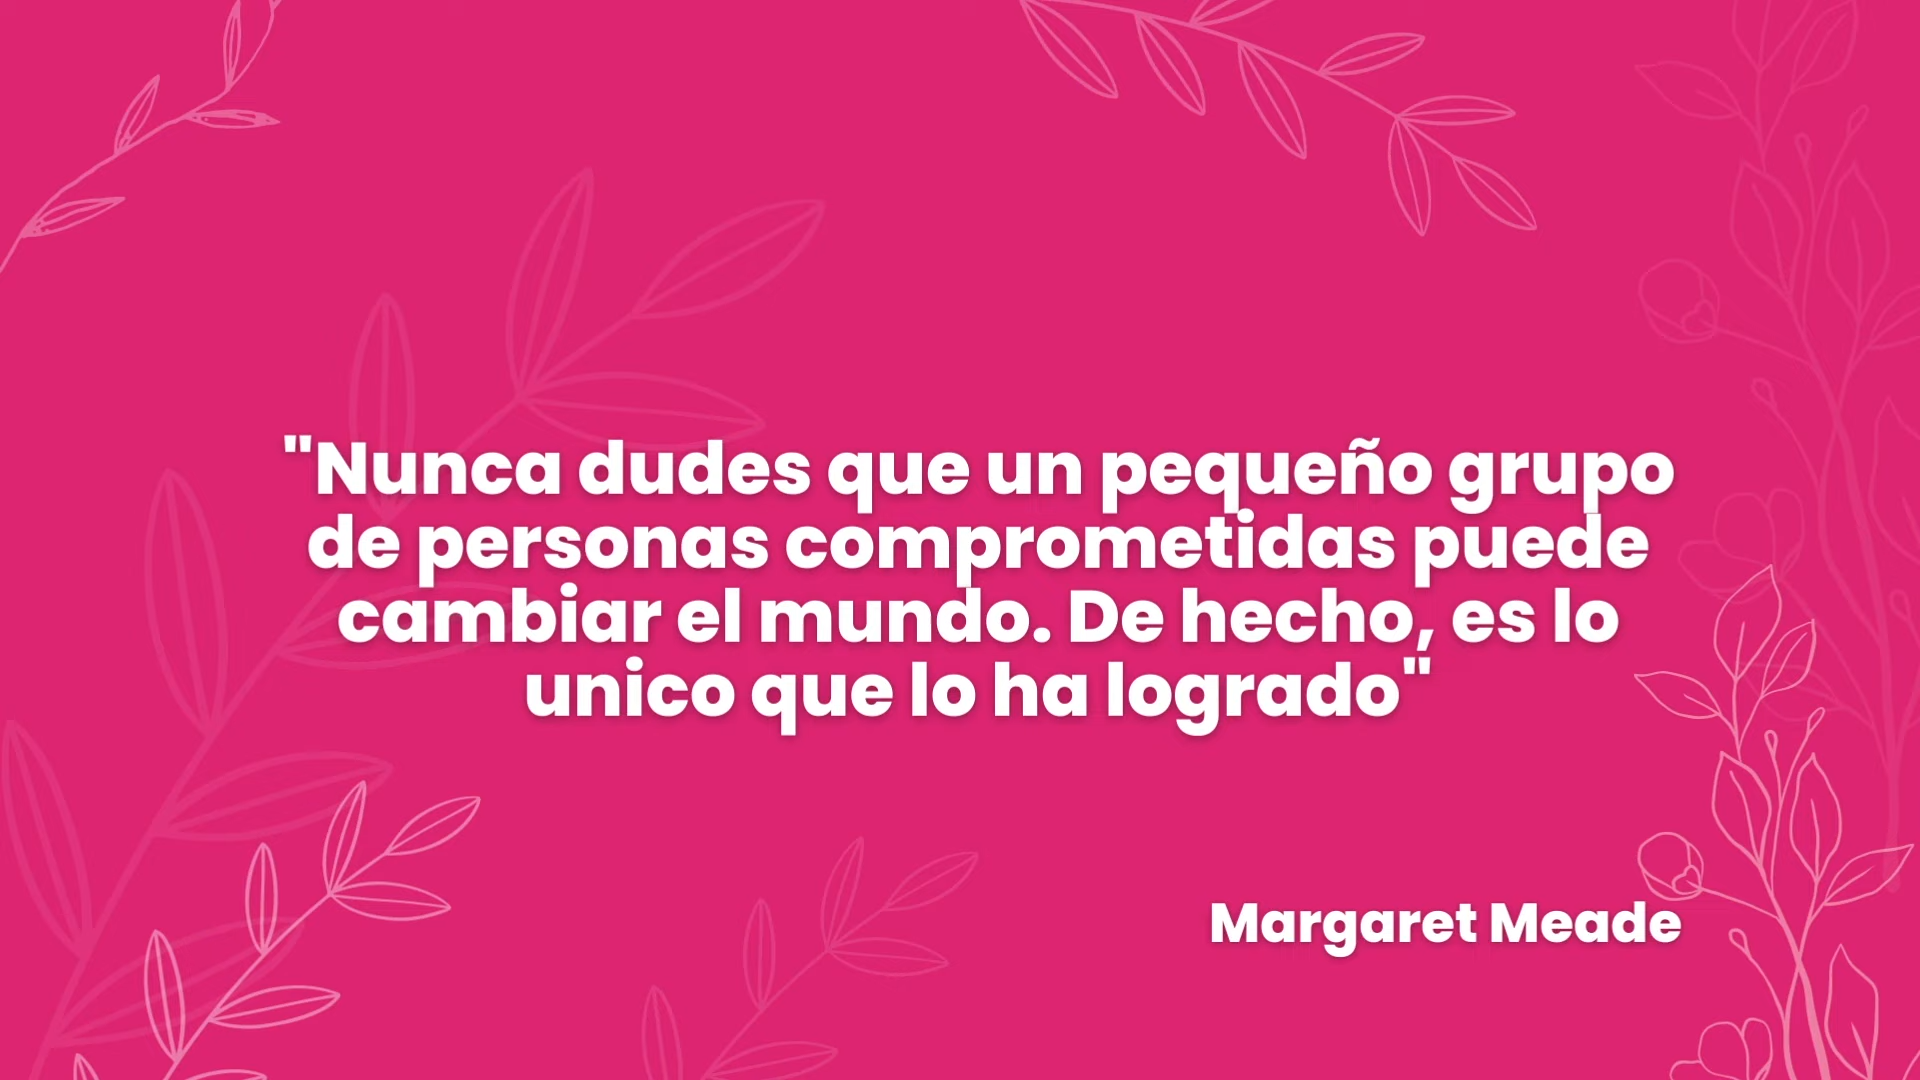 "Nunca dudes que un pequeño grupo
de personas comprometidas puede
cambiar el mundo. De hecho, es lo
unico que lo ha logrado"
Margaret Meade